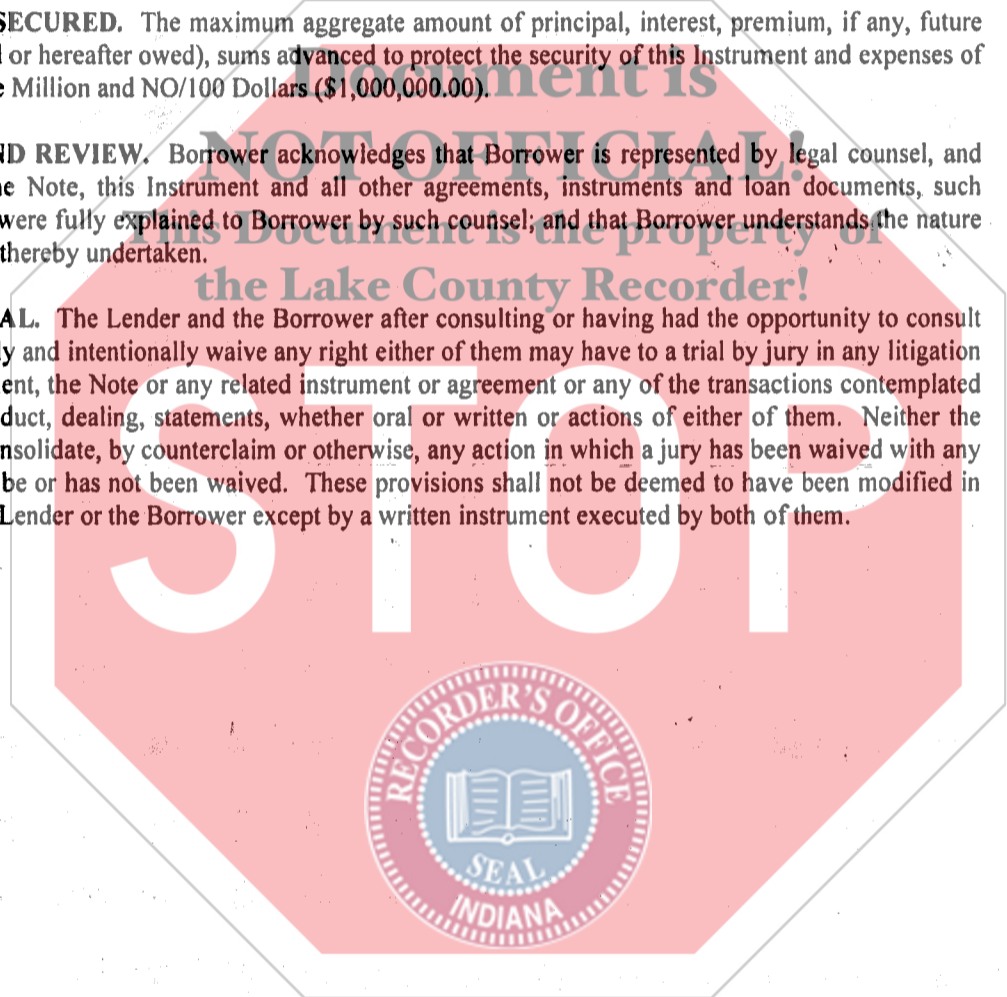 SECURED. The maximum aggregate amount of principal, interest, premium, if any, future
or hereafter owed), sums advanced to protect the security of this Instrument and expenses of
Million and NO/100 Dollars ($1,000,000.00).
Document is
NOT OFFICIAL!
ND REVIEW. Borrower acknowledges that Borrower is represented by legal counsel, and
e Note, this Instrument and all other agreements, instruments and loan documents, such
were fully explained to Borrower by such counsel; and that Borrower understands the nature
This Document is the property of
thereby undertaken.
the Lake County Recorder!
AL. The Lender and the Borrower after consulting or having had the opportunity to consult
y and intentionally waive any right either of them may have to a trial by jury in any litigation
ent, the Note or any related instrument or agreement or any of the transactions contemplated
duct, dealing, statements, whether oral or written or actions of either of them. Neither the
nsolidate, by counterclaim or otherwise, any action in which a jury has been waived with any
be or has not been waived. These provisions shall not be deemed to have been modified in
Lender or the Borrower except by a written instrument executed by both of them.
STOP
RECORDER'S OFFICE
SEAL
INDIANA